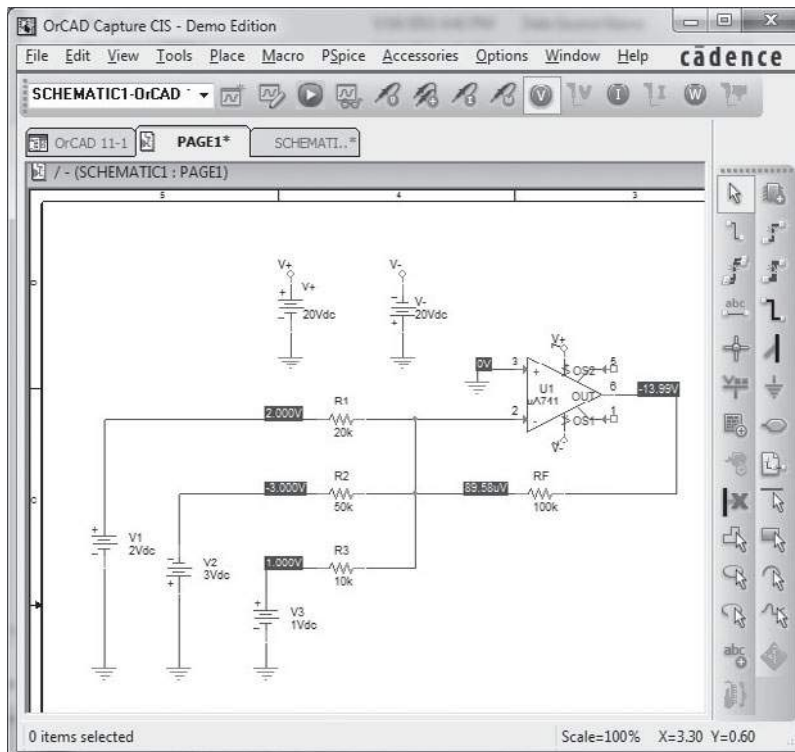 OrCAD Capture CIS - Demo Edition
File Edit View Tools Place Macro PSpice Accessories Options Window Help cādence
SCHEMATIC1-OrCAD
OrCAD 11-1 PAGE1* SCHEMATI..*
/ - (SCHEMATIC1 : PAGE1)
5 4 3
D
C
V+ V-
+ V+ - V-
- 20Vdc + 20Vdc
V+
0V 3 + OS2 5
U1
uA741 OUT 6 -13.99V
2 - OS1 1
V-
2.000V R1
20k
-3.000V R2 89.58uV RF
50k 100k
+ V1
- 2Vdc
- V2
+ 3Vdc
1.000V R3
10k
+ V3
- 1Vdc
abc
V
I
W
abc
0 items selected Scale=100% X=3.30 Y=0.60